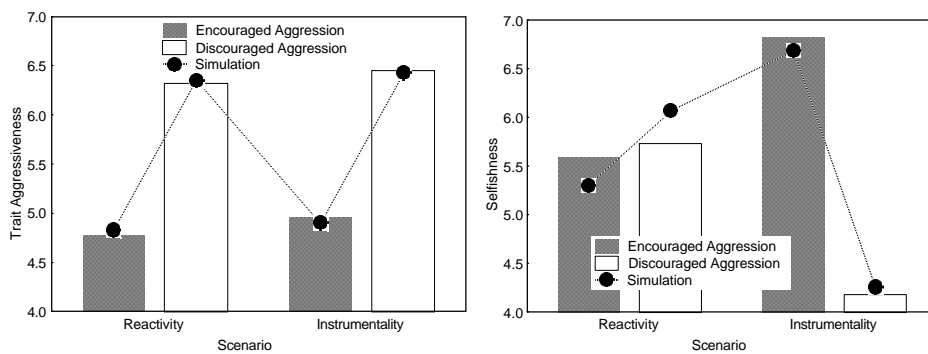 7.0
6.5
6.0
5.5
5.0
4.5
4.0
Trait Aggressiveness
Encouraged Aggression
Discouraged Aggression
Simulation
Reactivity
Instrumentality
Scenario
7.0
6.5
6.0
5.5
5.0
4.5
4.0
Selfishness
Encouraged Aggression
Discouraged Aggression
Simulation
Reactivity
Instrumentality
Scenario